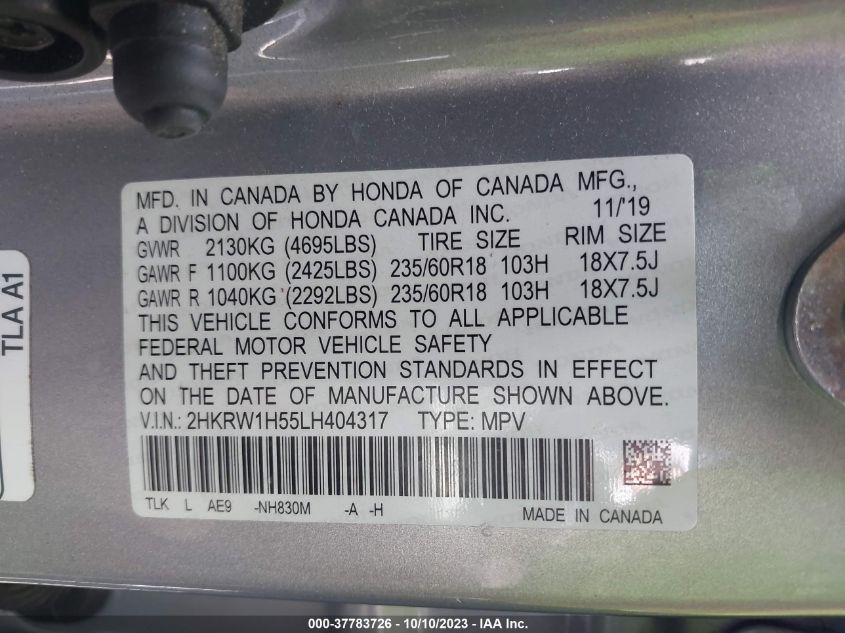 MFD. IN CANADA BY HONDA OF CANADA MFG.,
A DIVISION OF HONDA CANADA INC. 11/'19
GVWR 2130KG (4695LBS) TIRE SIZE RIM SIZE
GAWR F 1100KG (2425LBS) 235/60R18 103H 18X7.5J
GAWR R 1040KG (2292LBS) 235/60R18 103H 18X7.5J
THIS VEHICLE CONFORMS TO ALL APPLICABLE
FEDERAL MOTOR VEHICLE SAFETY
AND THEFT PREVENTION STANDARDS IN EFFECT
ON THE DATE OF MANUFACTURE SHOWN ABOVE.
V.I.N.: 2HKRW1H55LH404317 TYPE: MPV
TLK L AE9 -NH830M -A -H MADE IN CANADA
TLA A1
000-37783726 - 10/10/2023 - IAA Inc.